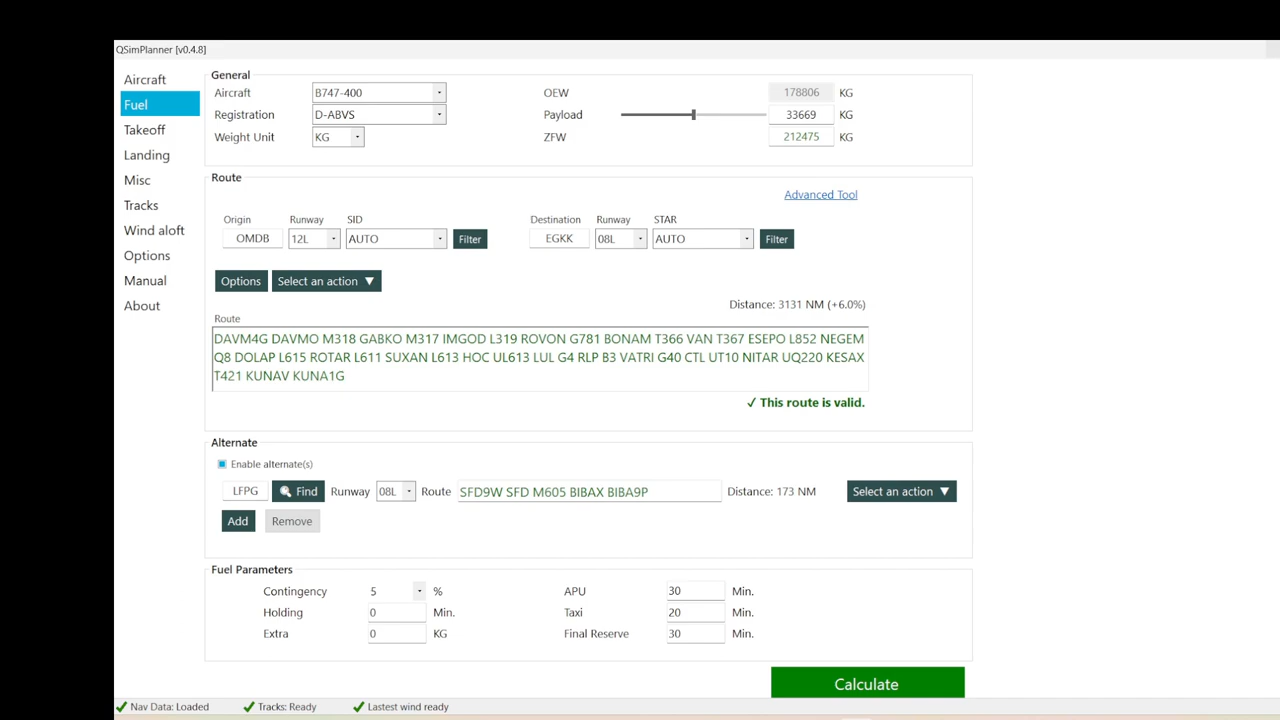 QSimPlanner [v0.4.8]
Aircraft
Fuel
Takeoff
Landing
Misc
Tracks
Wind aloft
Options
Manual
About
General
Aircraft B747-400 OEW 178806 KG
Registration D-ABVS Payload 33669 KG
Weight Unit KG ZFW 212475 KG
Route
Advanced Tool
Origin Runway SID Destination Runway STAR
OMDB 12L AUTO Filter EGKK 08L AUTO Filter
Options Select an action ▼
Distance: 3131 NM (+6.0%)
Route
DAVM4G DAVMO M318 GABKO M317 IMGOD L319 ROVON G781 BONAM T366 VAN T367 ESEPO L852 NEGEM
Q8 DOLAP L615 ROTAR L611 SUXAN L613 HOC UL613 LUL G4 RLP B3 VATRI G40 CTL UT10 NITAR UQ220 KESAX
T421 KUNAV KUNA1G
✓ This route is valid.
Alternate
Enable alternate(s)
LFPG Find Runway 08L Route SFD9W SFD M605 BIBAX BIBA9P Distance: 173 NM Select an action ▼
Add Remove
Fuel Parameters
Contingency 5 % APU 30 Min.
Holding 0 Min. Taxi 20 Min.
Extra 0 KG Final Reserve 30 Min.
Calculate
Nav Data: Loaded Tracks: Ready Lastest wind ready